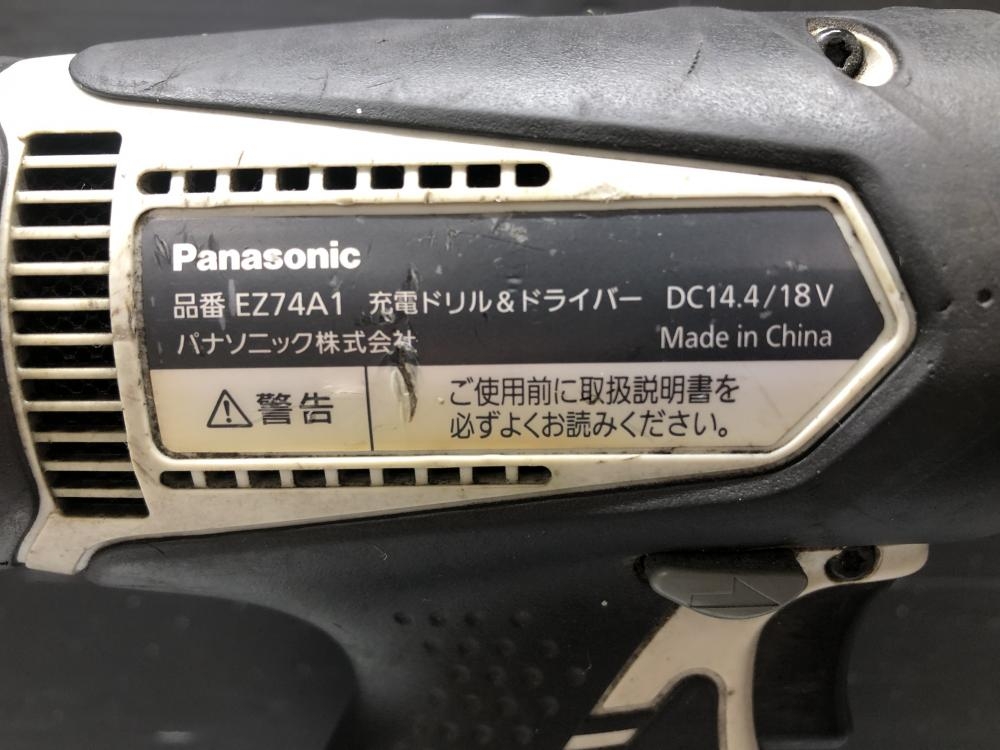 Panasonic
品番 EZ74A1 充電ドリル&ドライバー DC14.4/18V
パナソニック株式会社 Made in China
警告 ご使用前に取扱説明書を
必ずよくお読みください。